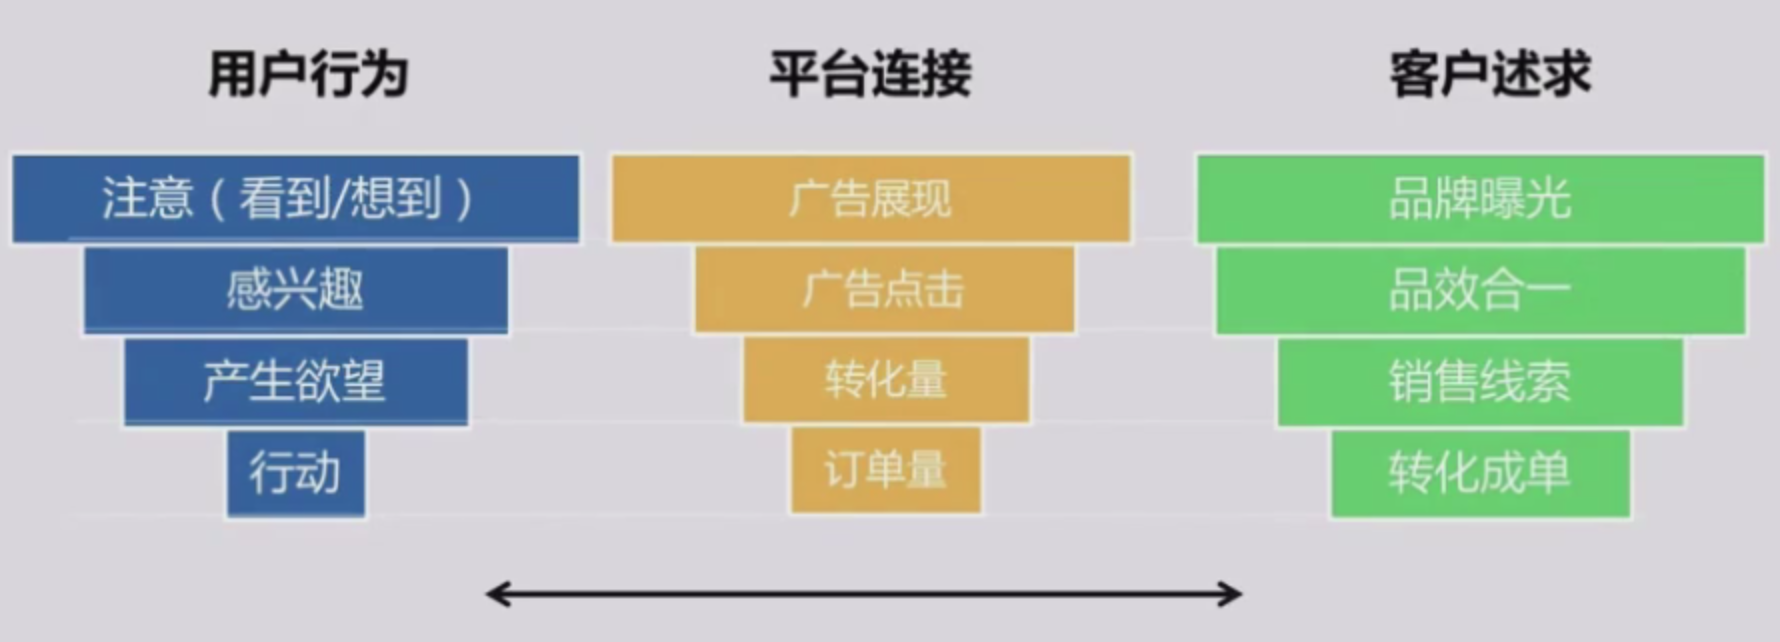 用户行为
平台连接
客户述求
注意（看到/想到）
广告展现
品牌曝光
感兴趣
广告点击
品效合一
产生欲望
转化量
销售线索
行动
订单量
转化成单